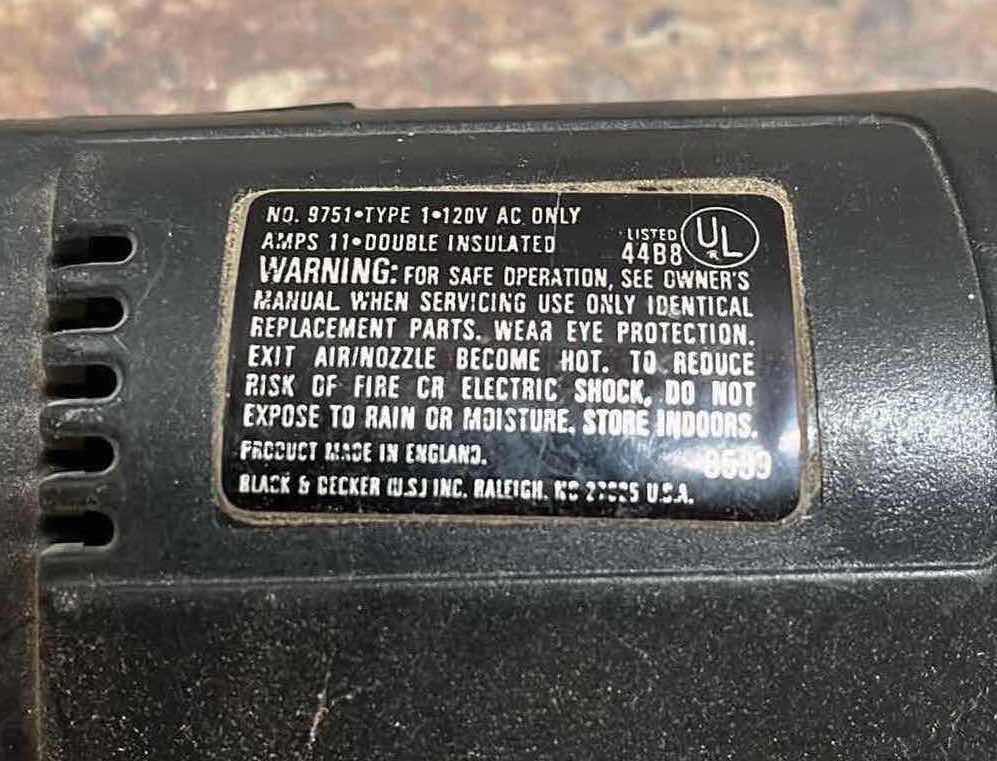 NO. 9751•TYPE 1•120V AC ONLY
AMPS 11•DOUBLE INSULATED
LISTED
44B8
UL
R
WARNING: FOR SAFE OPERATION, SEE OWNER'S
MANUAL. WHEN SERVICING USE ONLY IDENTICAL
REPLACEMENT PARTS. WEAR EYE PROTECTION.
EXIT AIR/NOZZLE BECOME HOT. TO REDUCE
RISK OF FIRE OR ELECTRIC SHOCK, DO NOT
EXPOSE TO RAIN OR MOISTURE. STORE INDOORS.
PRODUCT MADE IN ENGLAND.
BLACK & DECKER (U.S.) INC. RALEIGH, NC U.S.A.